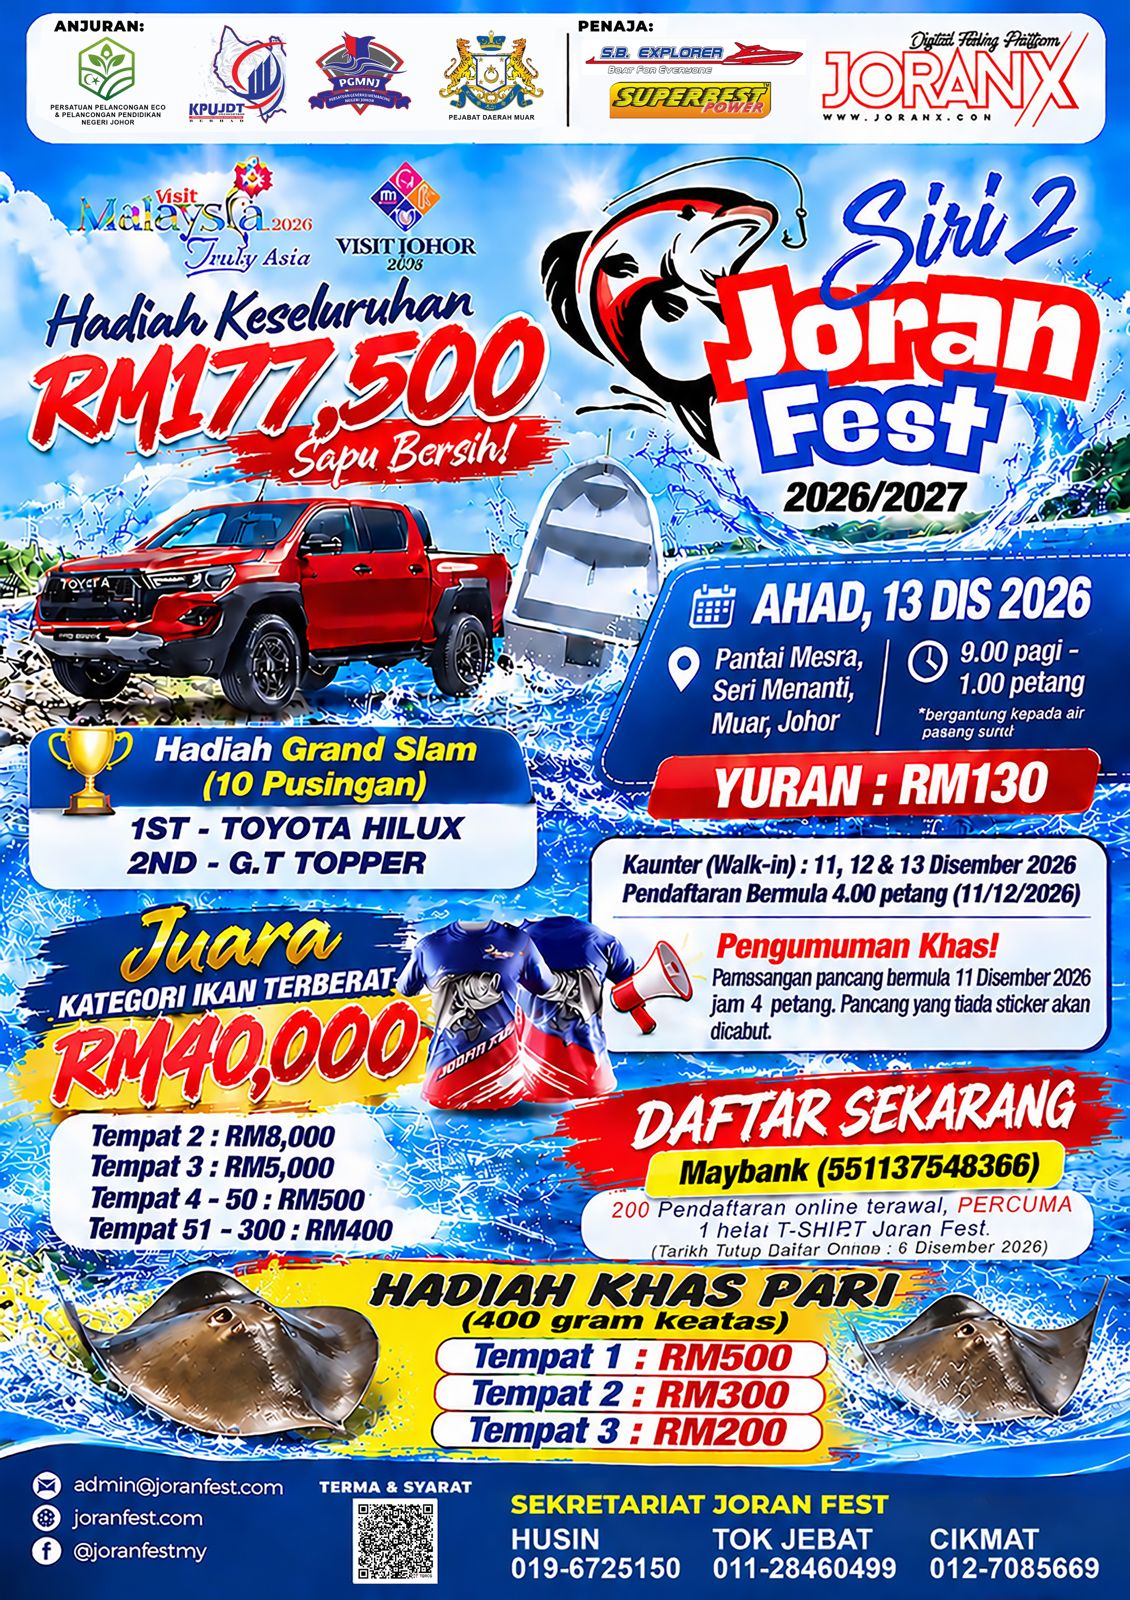 ANJURAN:
PERSATUAN PELANCONGAN ECO
& PELANCONGAN PENDIDIKAN
NEGERI JOHOR
KPUJDT
BERHAD
PGMNJ
NEGERI JOHOR
PEJABAT DAERAH MUAR
PENAJA:
S.B. EXPLORER
BOAT FOR EVERYONE
SUPERBEST
POWER
JORANX
WWW.JORANX.CON
Visit
Malaysia 2026
Truly Asia
VISIT JOHOR
Siri 2
Joran
Fest
2026/2027
Hadiah Keseluruhan
RM177,500
Sapu Bersih!
TOYOTA
AHAD, 13 DIS 2026
Pantai Mesra,
Seri Menanti,
Muar, Johor
9.00 pagi -
1.00 petang
*bergantung kepada air
pasang
YURAN : RM130
Hadiah Grand Slam
(10 Pusingan)
1ST - TOYOTA HILUX
2ND - G.T TOPPER
Kaunter (Walk-in) : 11, 12 & 13 Disember 2026
Pendaftaran Bermula 4.00 petang (11/12/2026)
Pengumuman Khas!
Pamssangan pancang bermula 11 Disember 2026
jam 4 petang. Pancang yang tiada sticker akan
dicabut.
Juara
KATEGORI IKAN TERBERAT
RM40,000
Tempat 2 : RM8,000
Tempat 3 : RM5,000
Tempat 4 - 50 : RM500
Tempat 51 - 300 : RM400
DAFTAR SEKARANG
Maybank (551137548366)
200 Pendaftaran online terawal, PERCUMA
1 helai T-SHIRT Joran Fest.
(Tarikh Tutup Daftar Online : 6 Disember 2026)
HADIAH KHAS PARI
(400 gram keatas)
Tempat 1 : RM500
Tempat 2 : RM300
Tempat 3 : RM200
admin@joranfest.com
joranfest.com
@joranfestmy
TERMA & SYARAT
SEKRETARIAT JORAN FEST
HUSIN
019-6725150
TOK JEBAT
011-28460499
CIKMAT
012-7085669